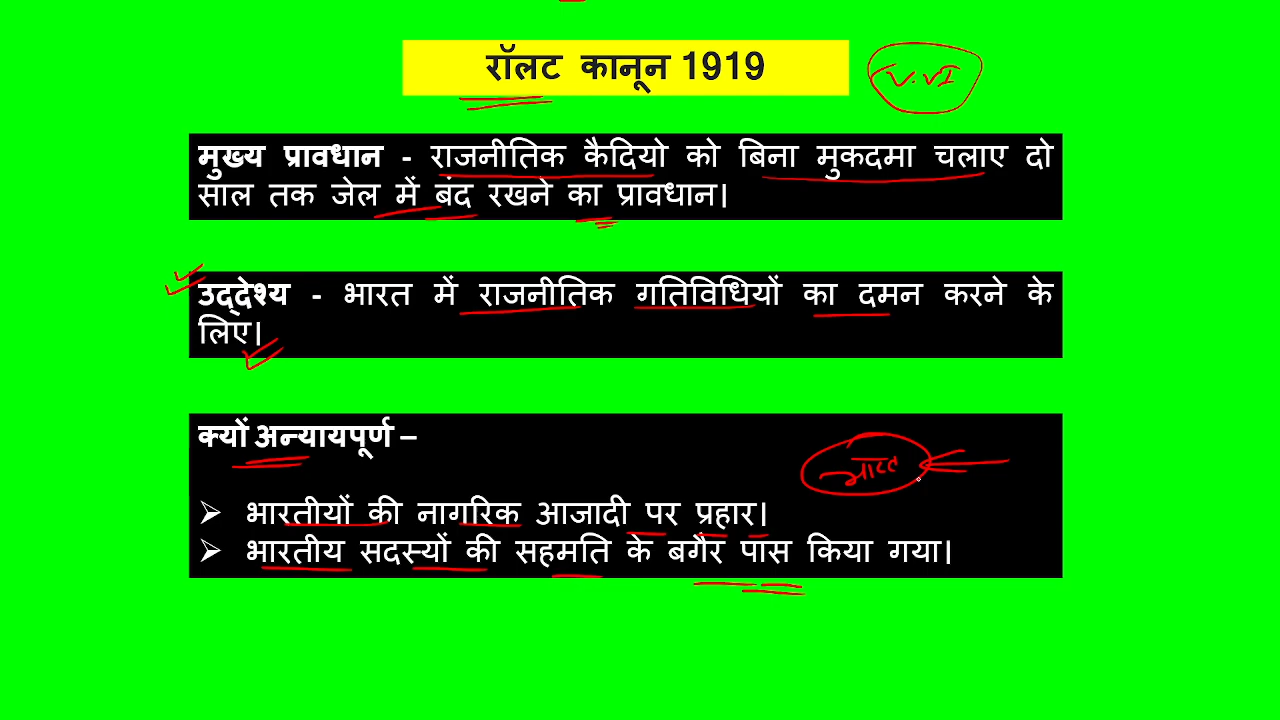 रॉलट कानून 1919
V.VI
मुख्य प्रावधान - राजनीतिक कैदियो को बिना मुकदमा चलाए दो
साल तक जेल में बंद रखने का प्रावधान।
उद्देश्य - भारत में राजनीतिक गतिविधियों का दमन करने के
लिए।
क्यों अन्यायपूर्ण –
भारत
➢ भारतीयों की नागरिक आजादी पर प्रहार।
➢ भारतीय सदस्यों की सहमति के बगैर पास किया गया।